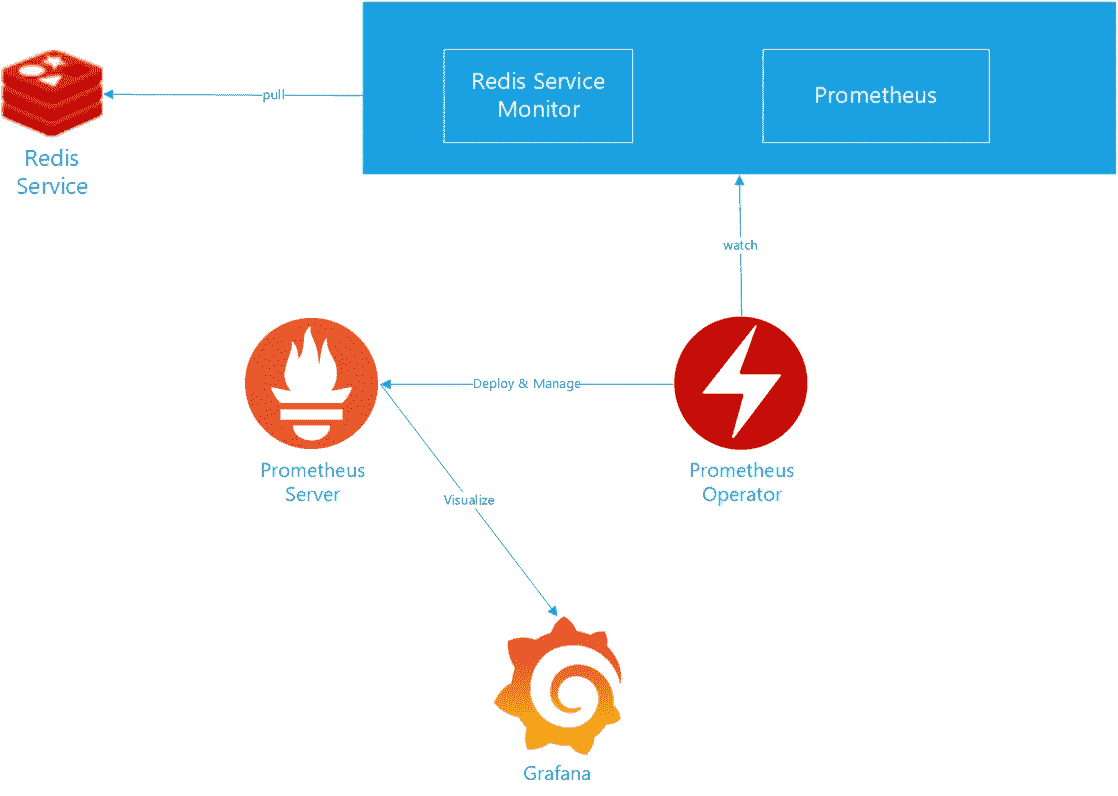 pull
Redis Service
Monitor
Prometheus
Redis
Service
watch
Deploy & Manage
Prometheus
Server
Prometheus
Operator
Visualize
Grafana